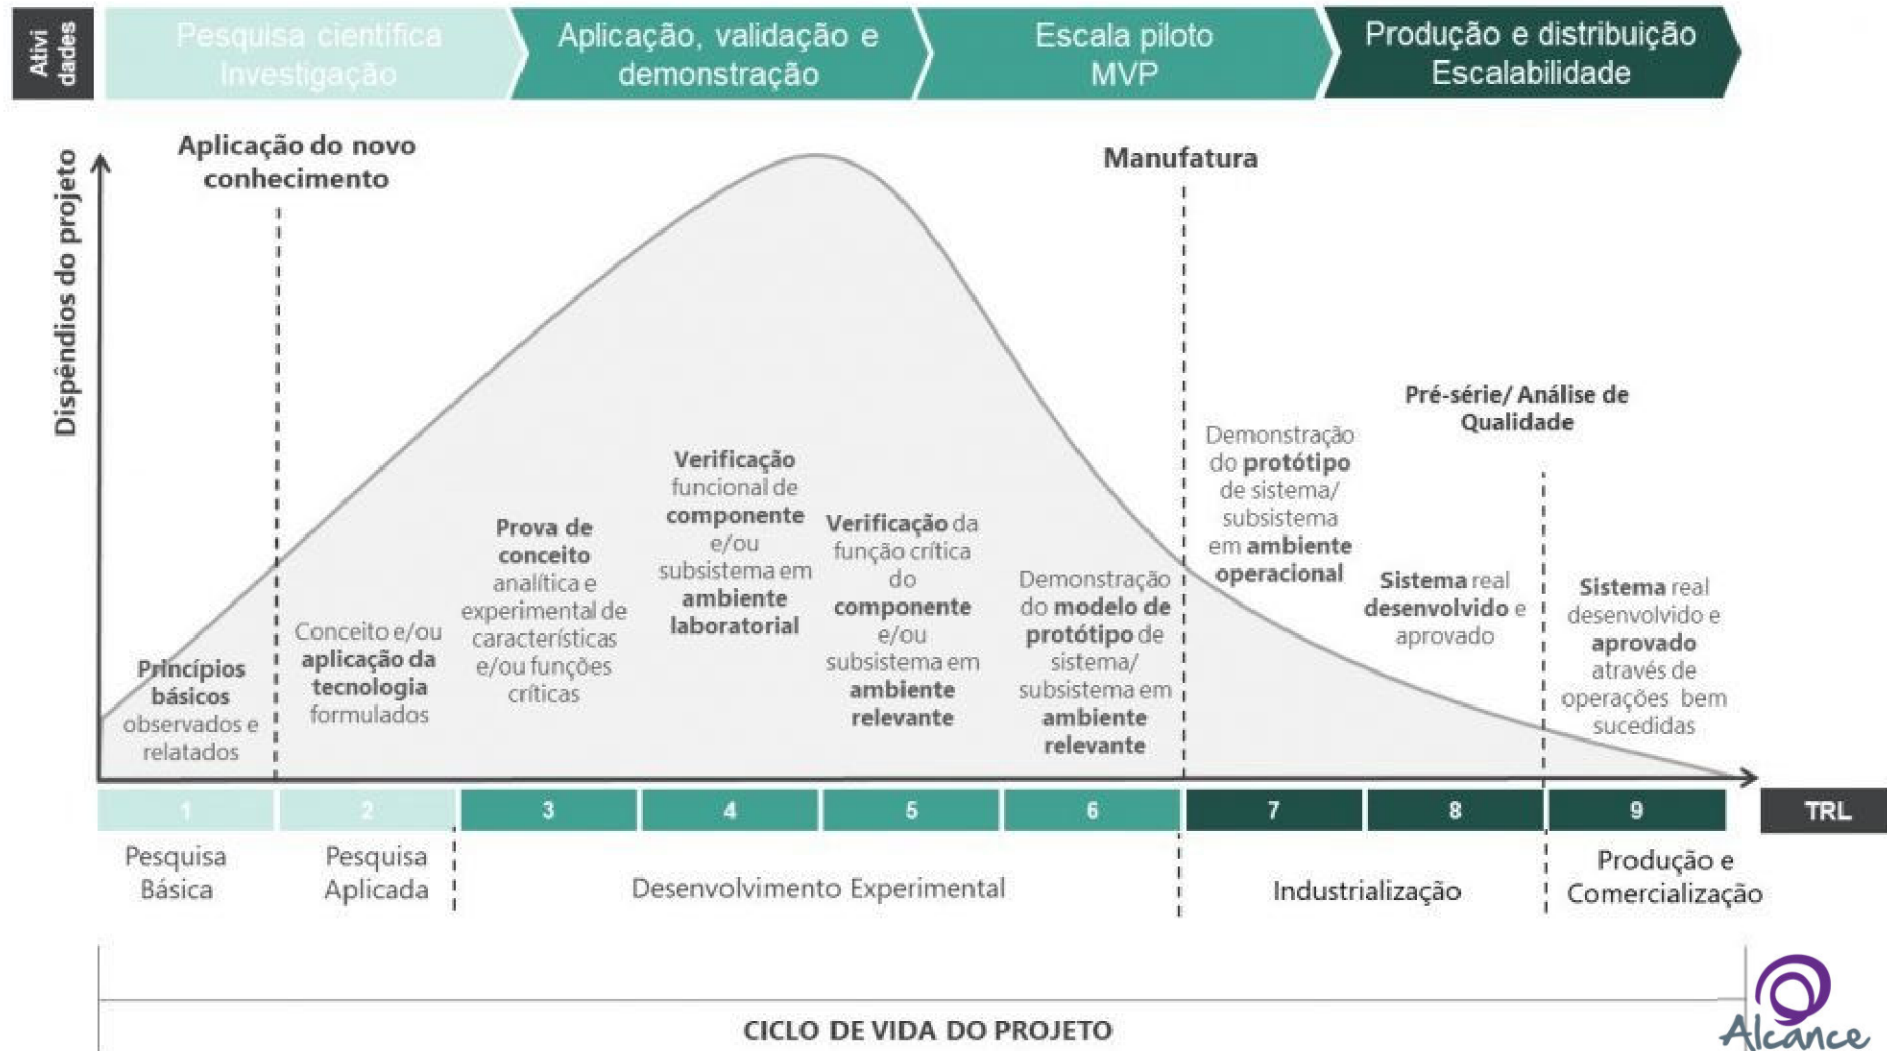 Ativi
dades
Pesquisa científica
Investigação
Aplicação, validação e
demonstração
Escala piloto
MVP
Produção e distribuição
Escalabilidade
Dispêndios do projeto
Aplicação do novo
conhecimento
Manufatura
Pré-série/ Análise de
Qualidade
Princípios
básicos
observados e
relatados
Conceito e/ou
aplicação da
tecnologia
formulados
Prova de
conceito
analítica e
experimental de
características
e/ou funções
críticas
Verificação
funcional de
componente
e/ou
subsistema em
ambiente
laboratorial
Verificação da
função crítica
do
componente
e/ou
subsistema em
ambiente
relevante
Demonstração
do modelo de
protótipo de
sistema/
subsistema em
ambiente
relevante
Demonstração
do protótipo
de sistema/
subsistema
em ambiente
operacional
Sistema real
desenvolvido e
aprovado
Sistema real
desenvolvido e
aprovado
através de
operações bem
sucedidas
1 2 3 4 5 6 7 8 9 TRL
Pesquisa
Básica
Pesquisa
Aplicada
Desenvolvimento Experimental
Industrialização
Produção e
Comercialização
CICLO DE VIDA DO PROJETO
Alcance